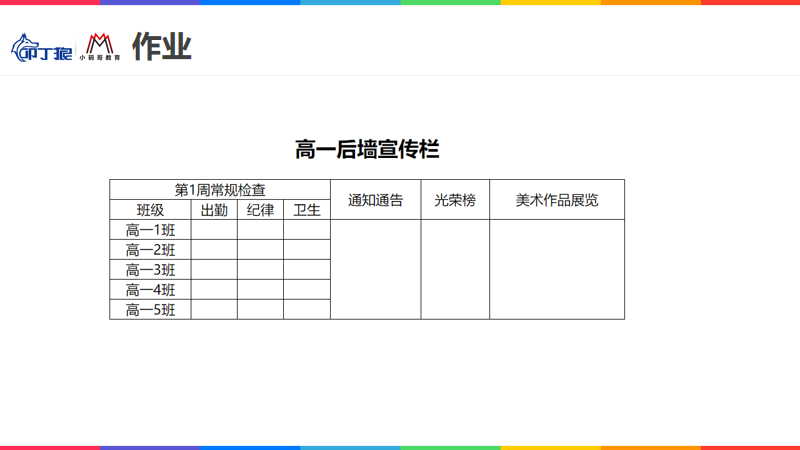 叩丁狼
小码哥教育
作业
高一后墙宣传栏
第1周常规检查 通知通告 光荣榜 美术作品展览
班级 出勤 纪律 卫生
高一1班
高一2班
高一3班
高一4班
高一5班